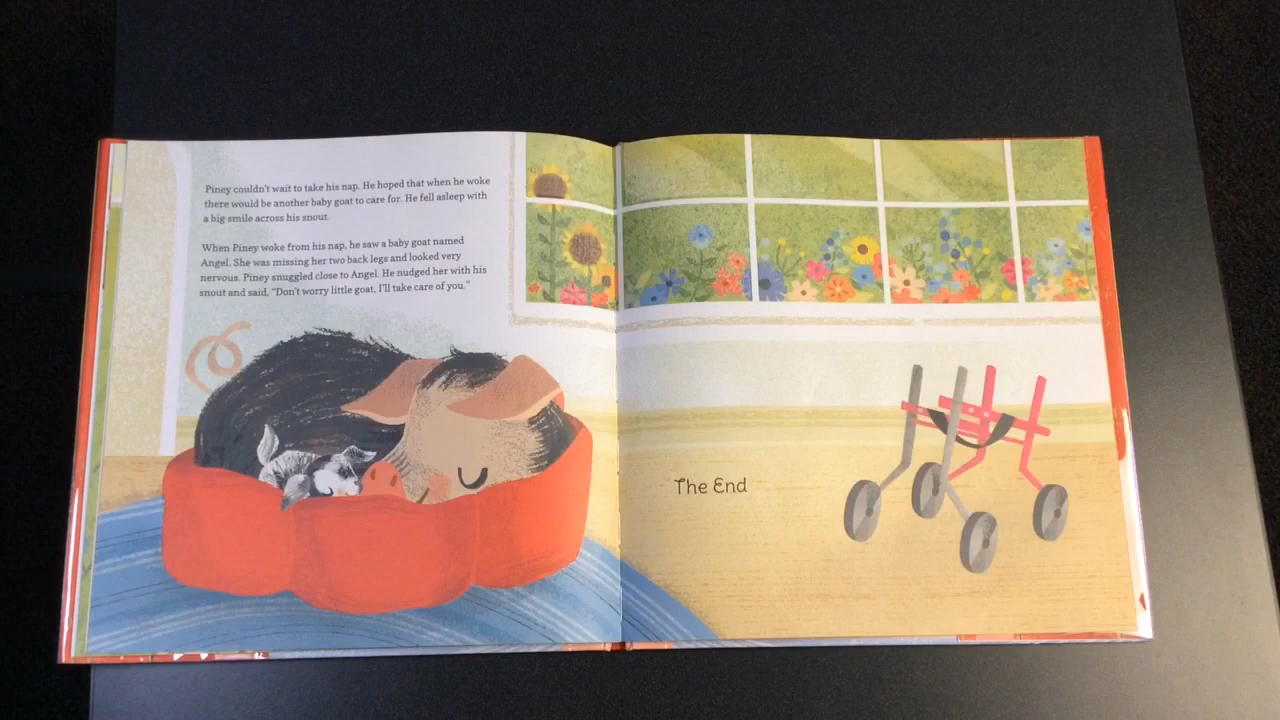 Piney couldn't wait to take his nap. He hoped that when he woke
there would be another baby goat to care for. He fell asleep with
a big smile across his snout.
When Piney woke from his nap, he saw a baby goat named
Angel. She was missing her two back legs and looked very
nervous. Piney snuggled close to Angel. He nudged her with his
snout and said, “Don't worry little goat, I'll take care of you.”
The End